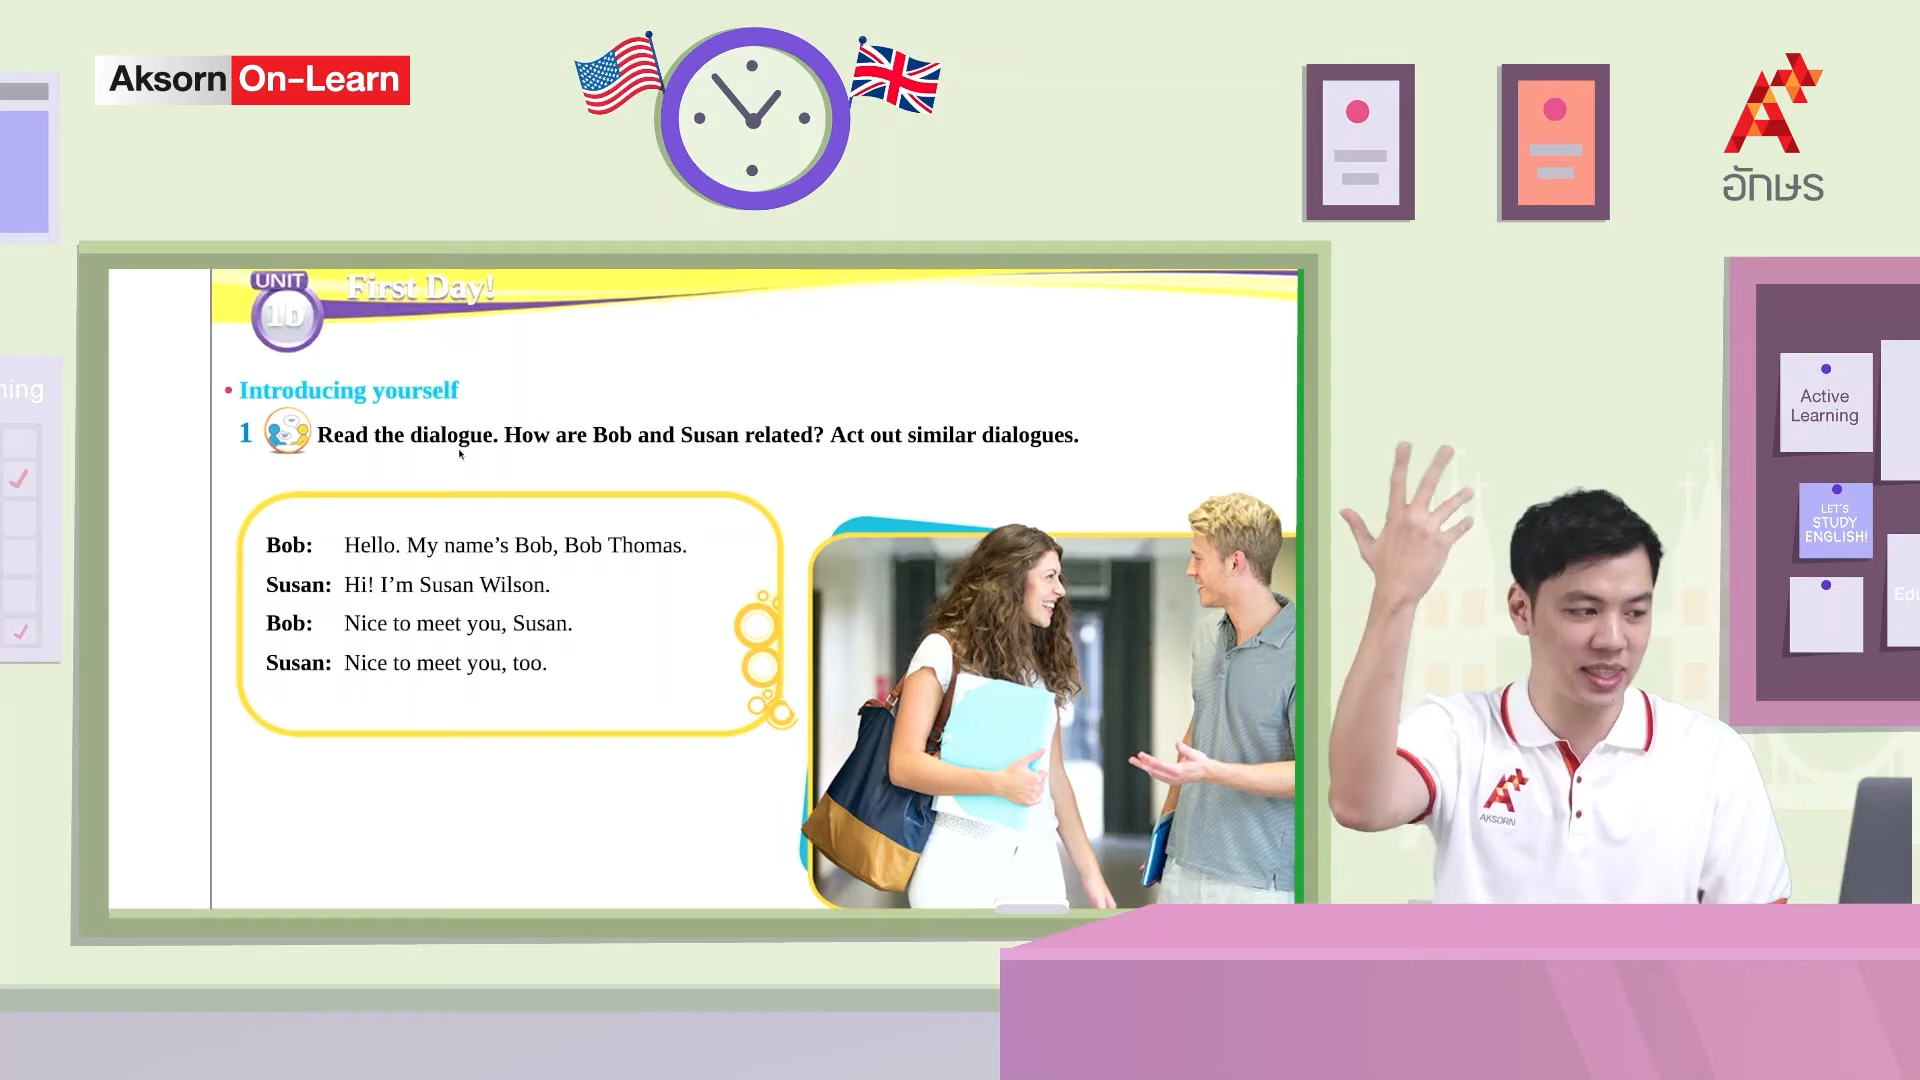 Aksorn On-Learn
อักษร
UNIT
1b
First Day!
• Introducing yourself
1 Read the dialogue. How are Bob and Susan related? Act out similar dialogues.
Bob: Hello. My name’s Bob, Bob Thomas.
Susan: Hi! I’m Susan Wilson.
Bob: Nice to meet you, Susan.
Susan: Nice to meet you, too.
Active
Learning
LET'S
STUDY
ENGLISH!
Edu
ning
AKSORN